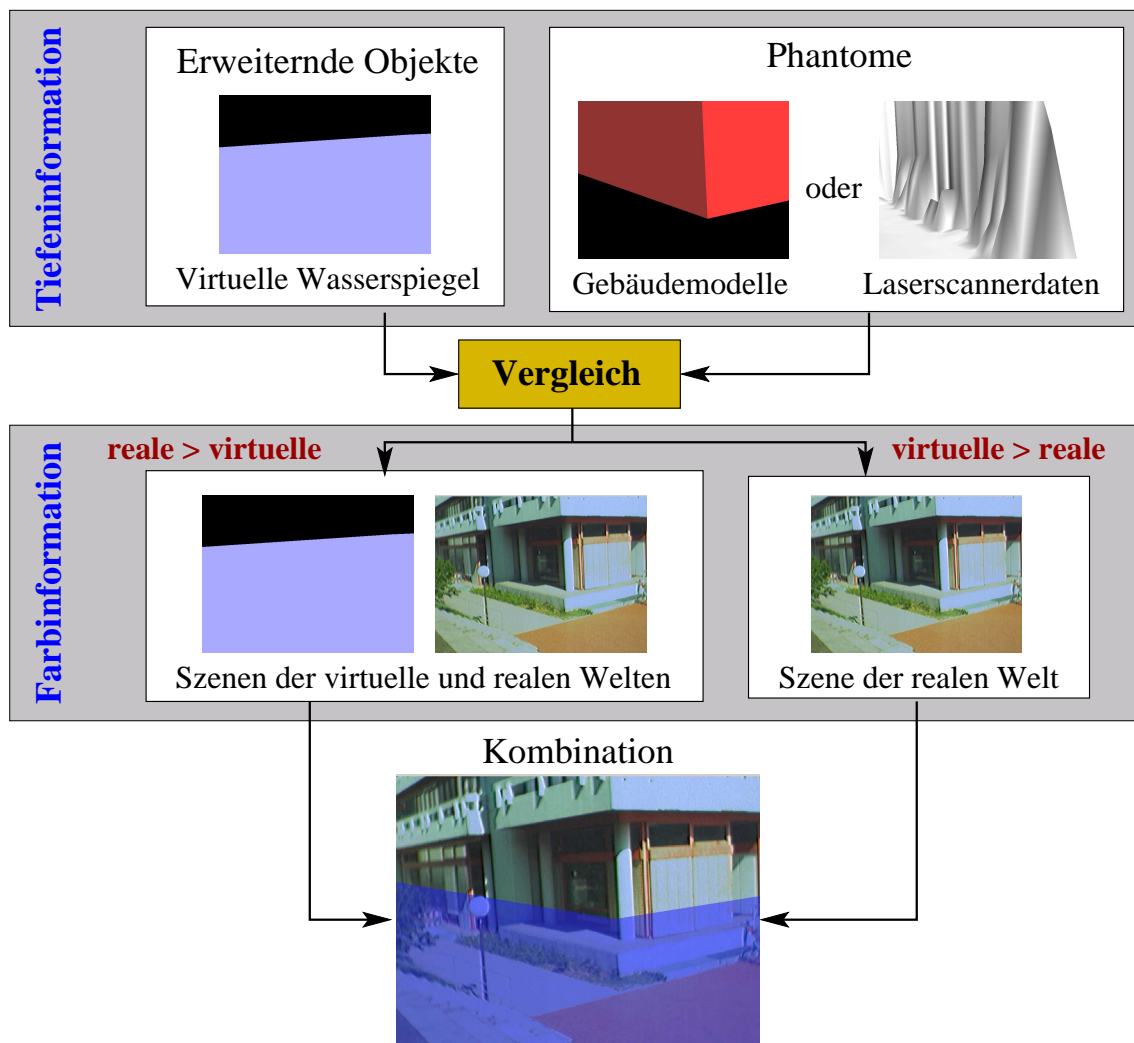 Tiefeninformation
Erweiternde Objekte
Virtuelle Wasserspiegel
Phantome
oder
Gebäudemodelle
Laserscannerdaten
Vergleich
Farbinformation
reale > virtuelle
virtuelle > reale
Szenen der virtuelle und realen Welten
Szene der realen Welt
Kombination